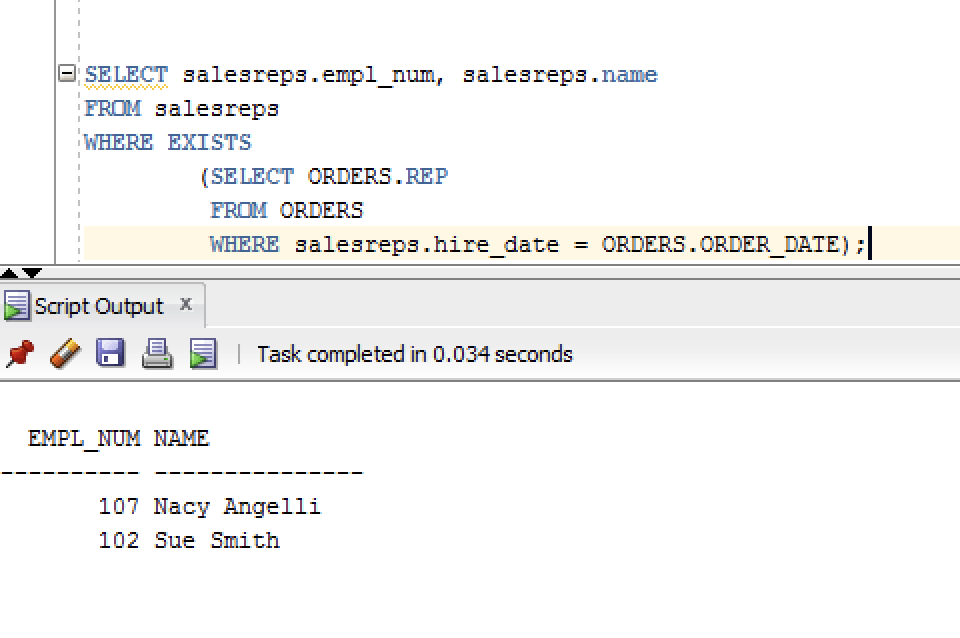 SELECT salesreps.empl_num, salesreps.name
FROM salesreps
WHERE EXISTS
(SELECT ORDERS.REP
FROM ORDERS
WHERE salesreps.hire_date = ORDERS.ORDER_DATE);
Script Output x
Task completed in 0.034 seconds
EMPL_NUM NAME
---------- ---------------
107 Nacy Angelli
102 Sue Smith